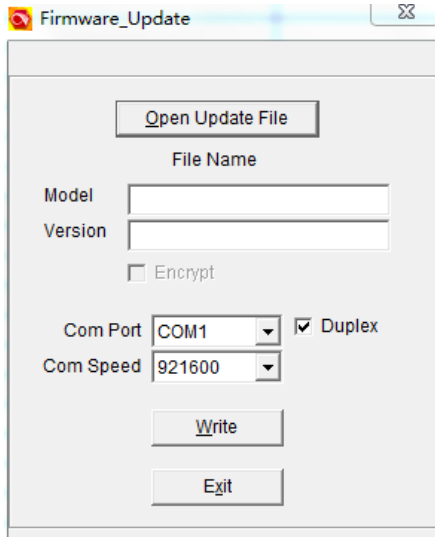 Firmware_Update
Open Update File
File Name
Model
Version
Encrypt
Com Port COM1 Duplex
Com Speed 921600
Write
Exit